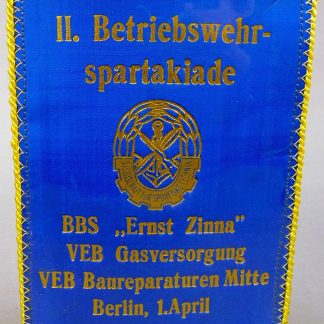 II. Betriebswehr-
spartakiade
BBS „Ernst Zinna"
VEB Gasversorgung
VEB Baureparaturen Mitte
Berlin, 1. April